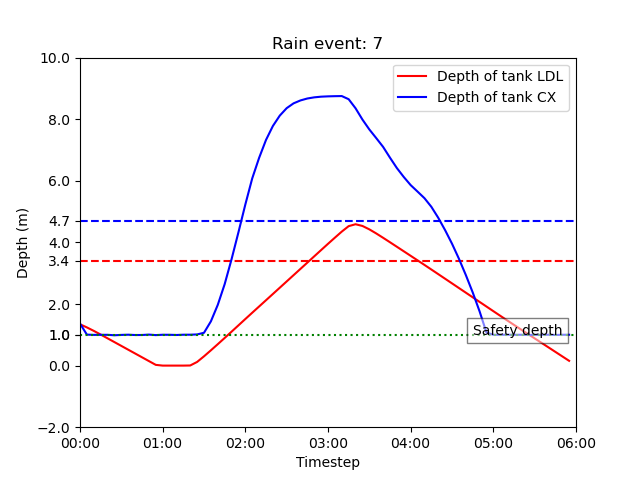 Rain event: 7
Depth of tank LDL
Depth of tank CX
Depth (m)
10.0
8.0
6.0
4.7
4.0
3.4
2.0
1.0
0.0
−2.0
Safety depth
00:00 01:00 02:00 03:00 04:00 05:00 06:00
Timestep